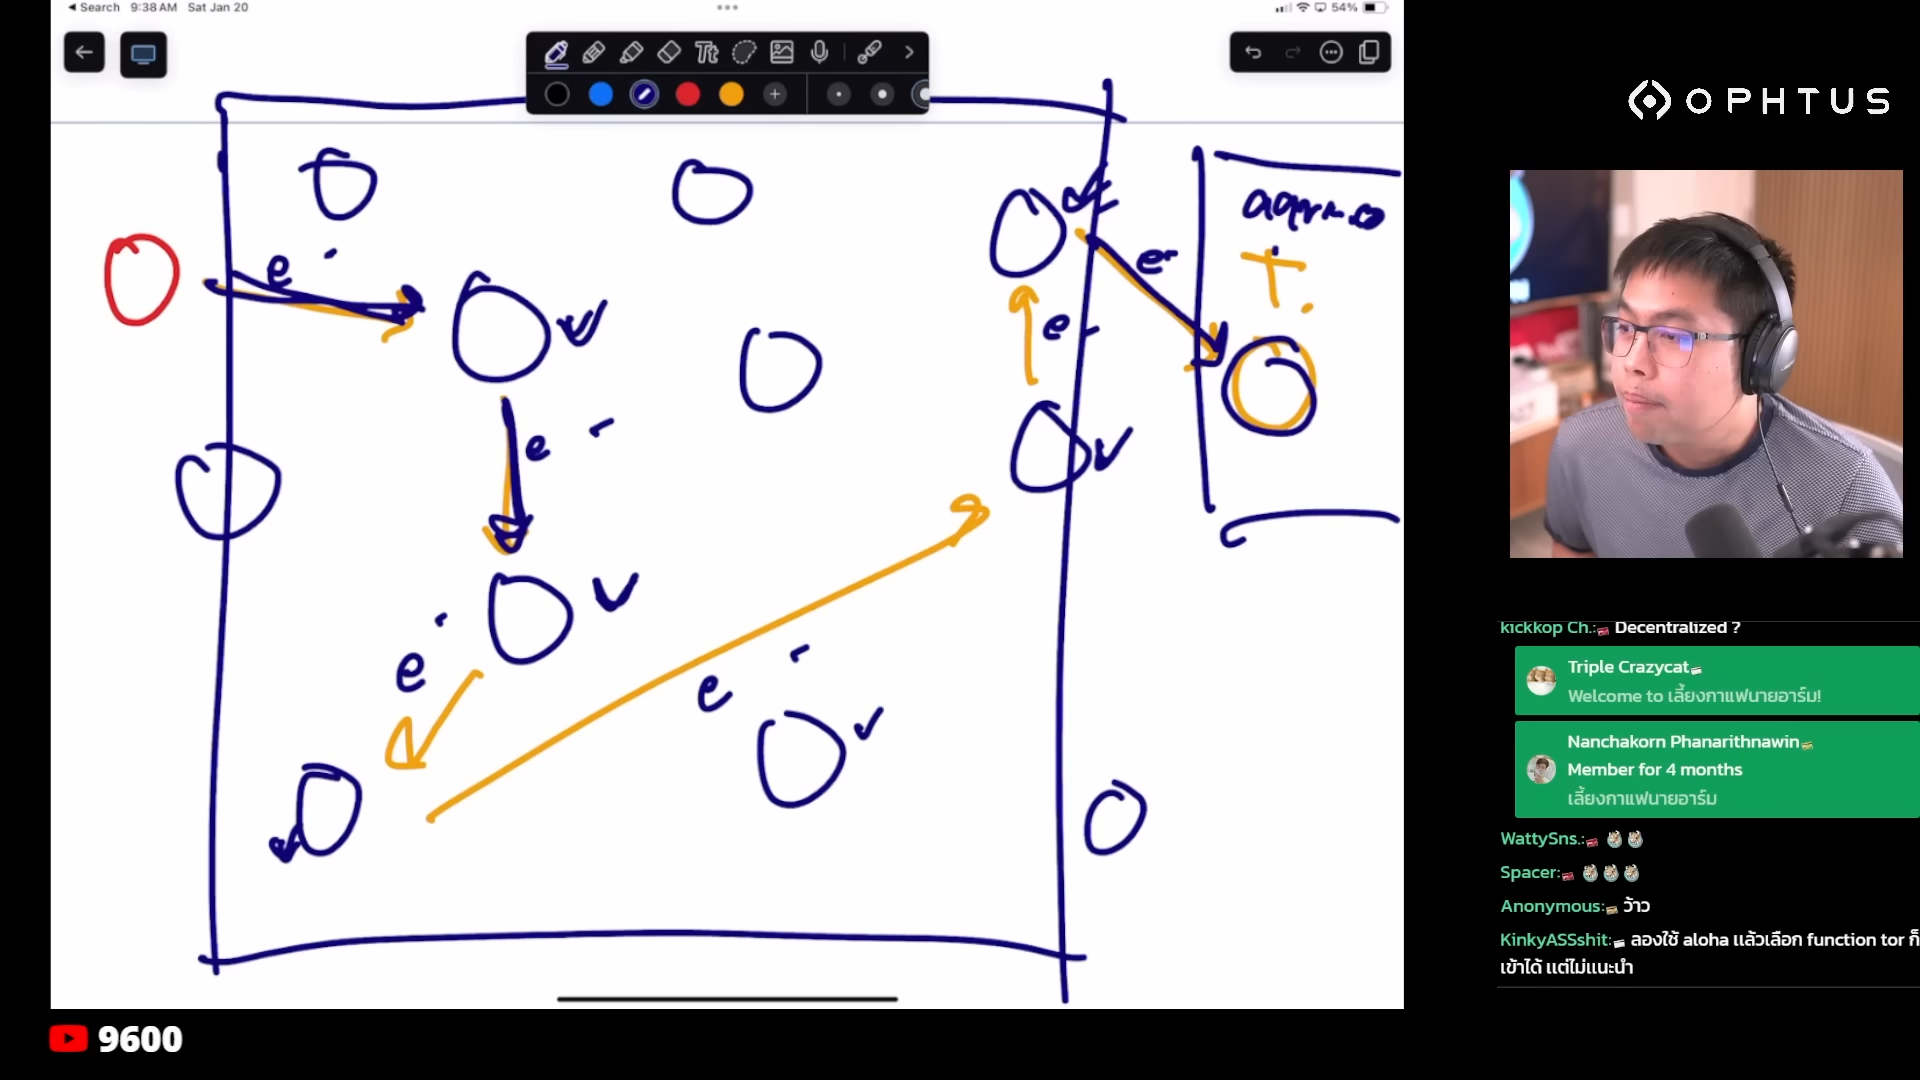 Search 9:38 AM Sat Jan 20
54%
Tt
OPHTUS
e
e
e
e
e
e
kickkop Ch.: Decentralized ?
Triple Crazycat
Welcome to เลี้ยงกาแฟนายอาร์ม!
Nanchakorn Phanarithnawin
Member for 4 months
เลี้ยงกาแฟนายอาร์ม
WattySns.:
Spacer:
Anonymous: ว้าว
KinkyASSshit: ลองใช้ aloha แล้วเลือก function tor ก็
เข้าได้ แต่ไม่แนะนำ
9600